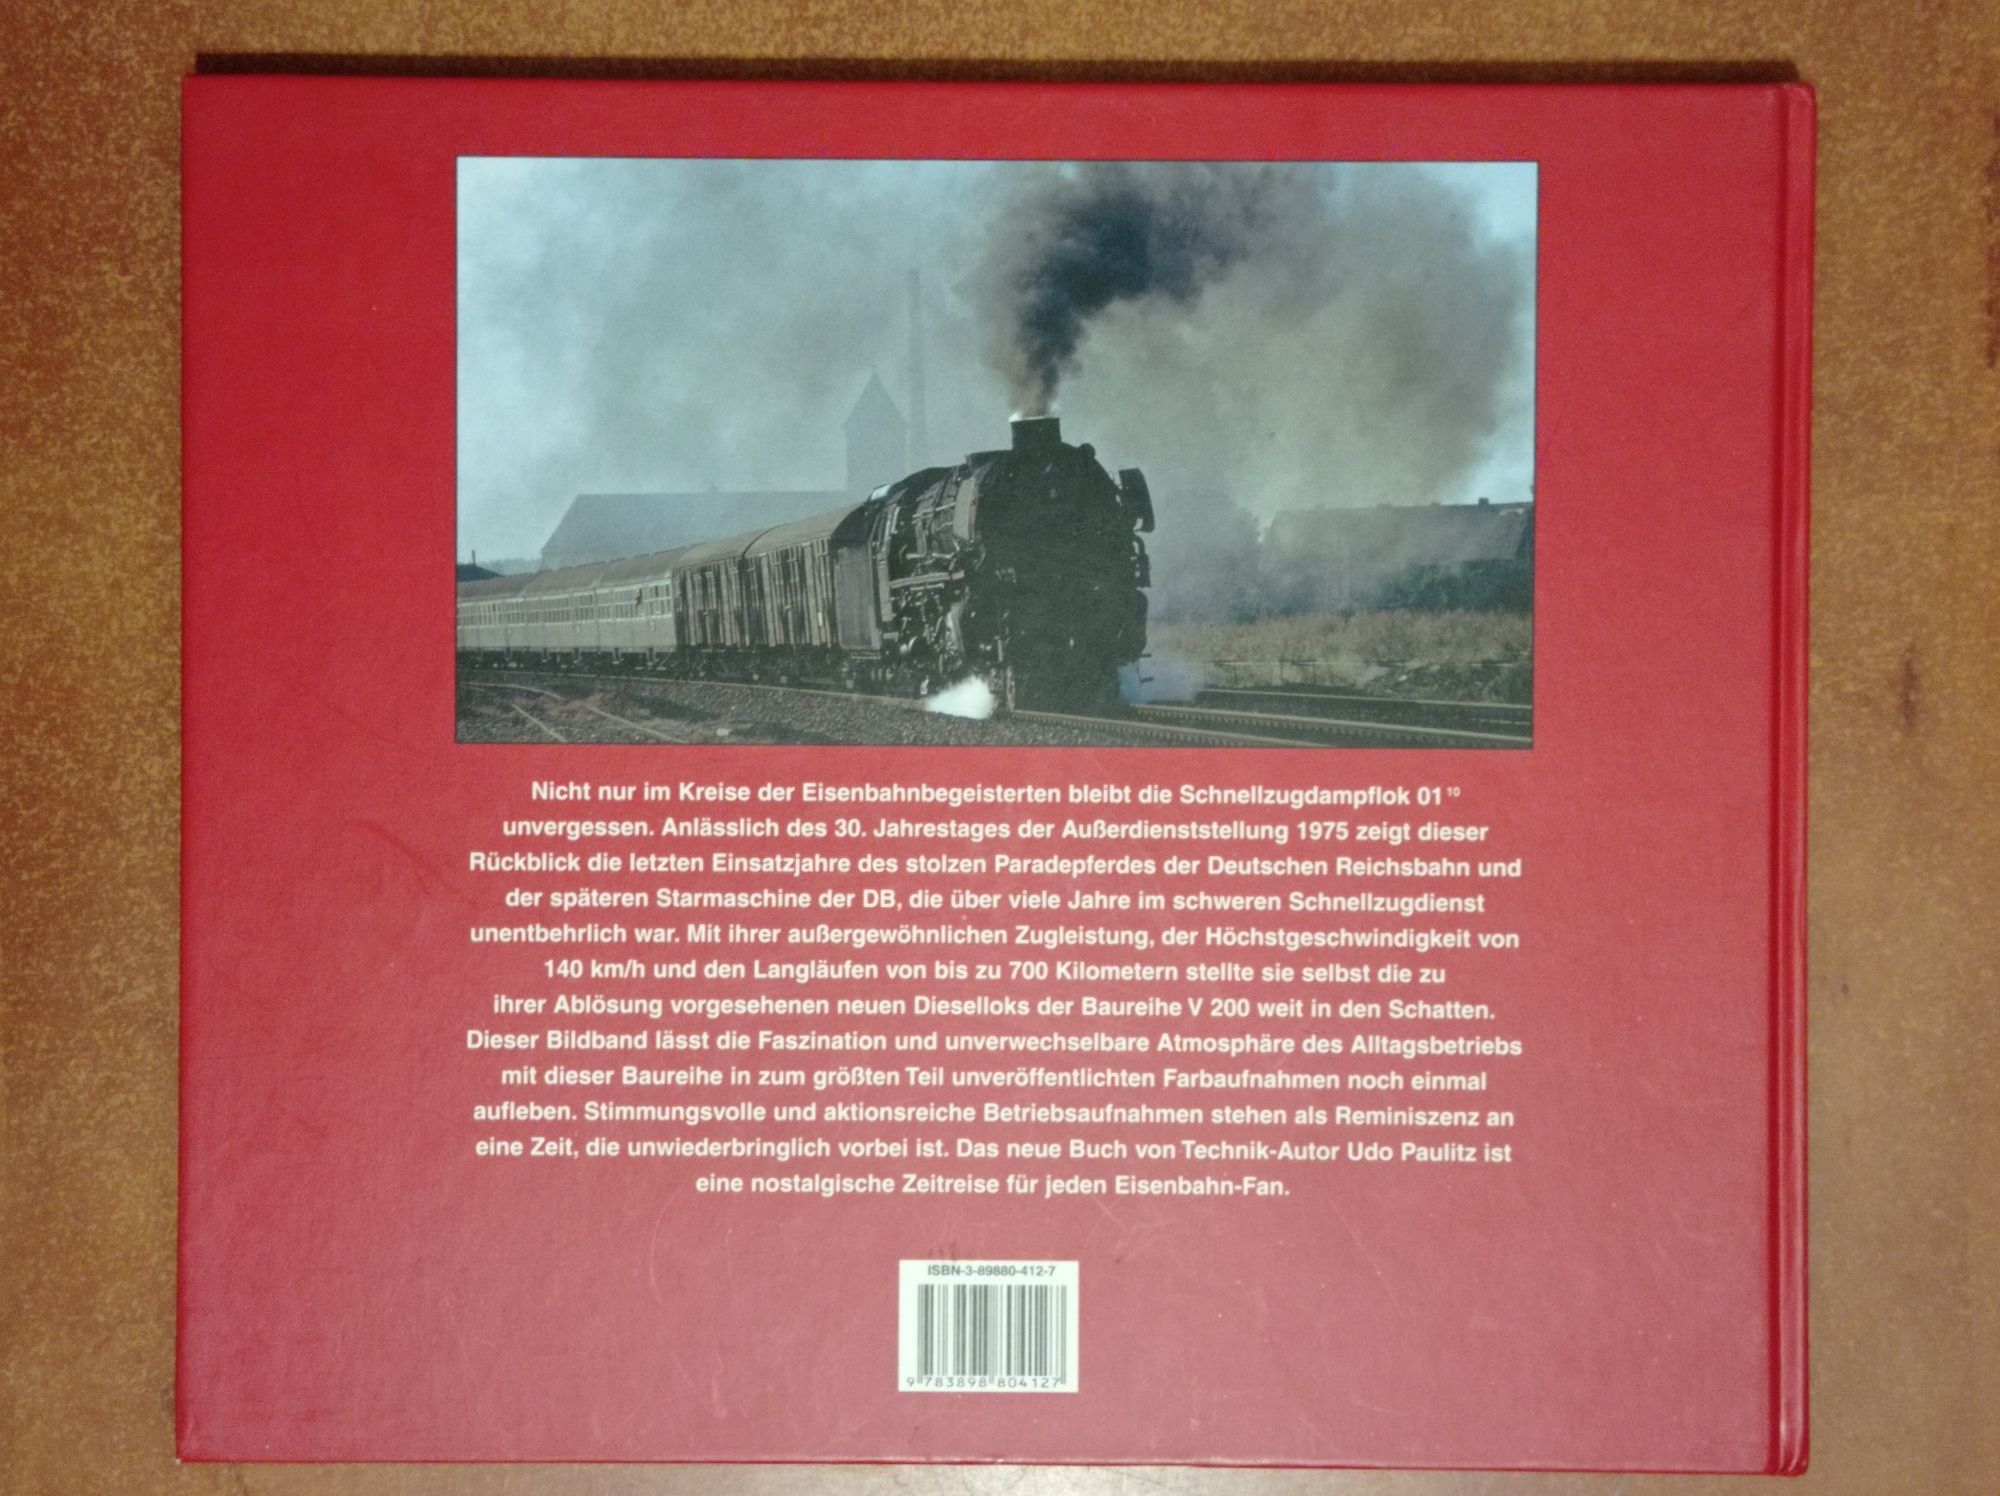 Nicht nur im Kreise der Eisenbahnbegeisterten bleibt die Schnellzugdampflok 01¹⁰
unvergessen. Anlässlich des 30. Jahrestages der Außerdienststellung 1975 zeigt dieser
Rückblick die letzten Einsatzjahre des stolzen Paradepferdes der Deutschen Reichsbahn und
der späteren Starmaschine der DB, die über viele Jahre im schweren Schnellzugdienst
unentbehrlich war. Mit ihrer außergewöhnlichen Zugleistung, der Höchstgeschwindigkeit von
140 km/h und den Langläufen von bis zu 700 Kilometern stellte sie selbst die zu
ihrer Ablösung vorgesehenen neuen Dieselloks der Baureihe V 200 weit in den Schatten.
Dieser Bildband lässt die Faszination und unverwechselbare Atmosphäre des Alltagsbetriebs
mit dieser Baureihe in zum größten Teil unveröffentlichten Farbaufnahmen noch einmal
aufleben. Stimmungsvolle und aktionsreiche Betriebsaufnahmen stehen als Reminiszenz an
eine Zeit, die unwiederbringlich vorbei ist. Das neue Buch von Technik-Autor Udo Paulitz ist
eine nostalgische Zeitreise für jeden Eisenbahn-Fan.
ISBN-3-89880-412-7
9 783898 804127